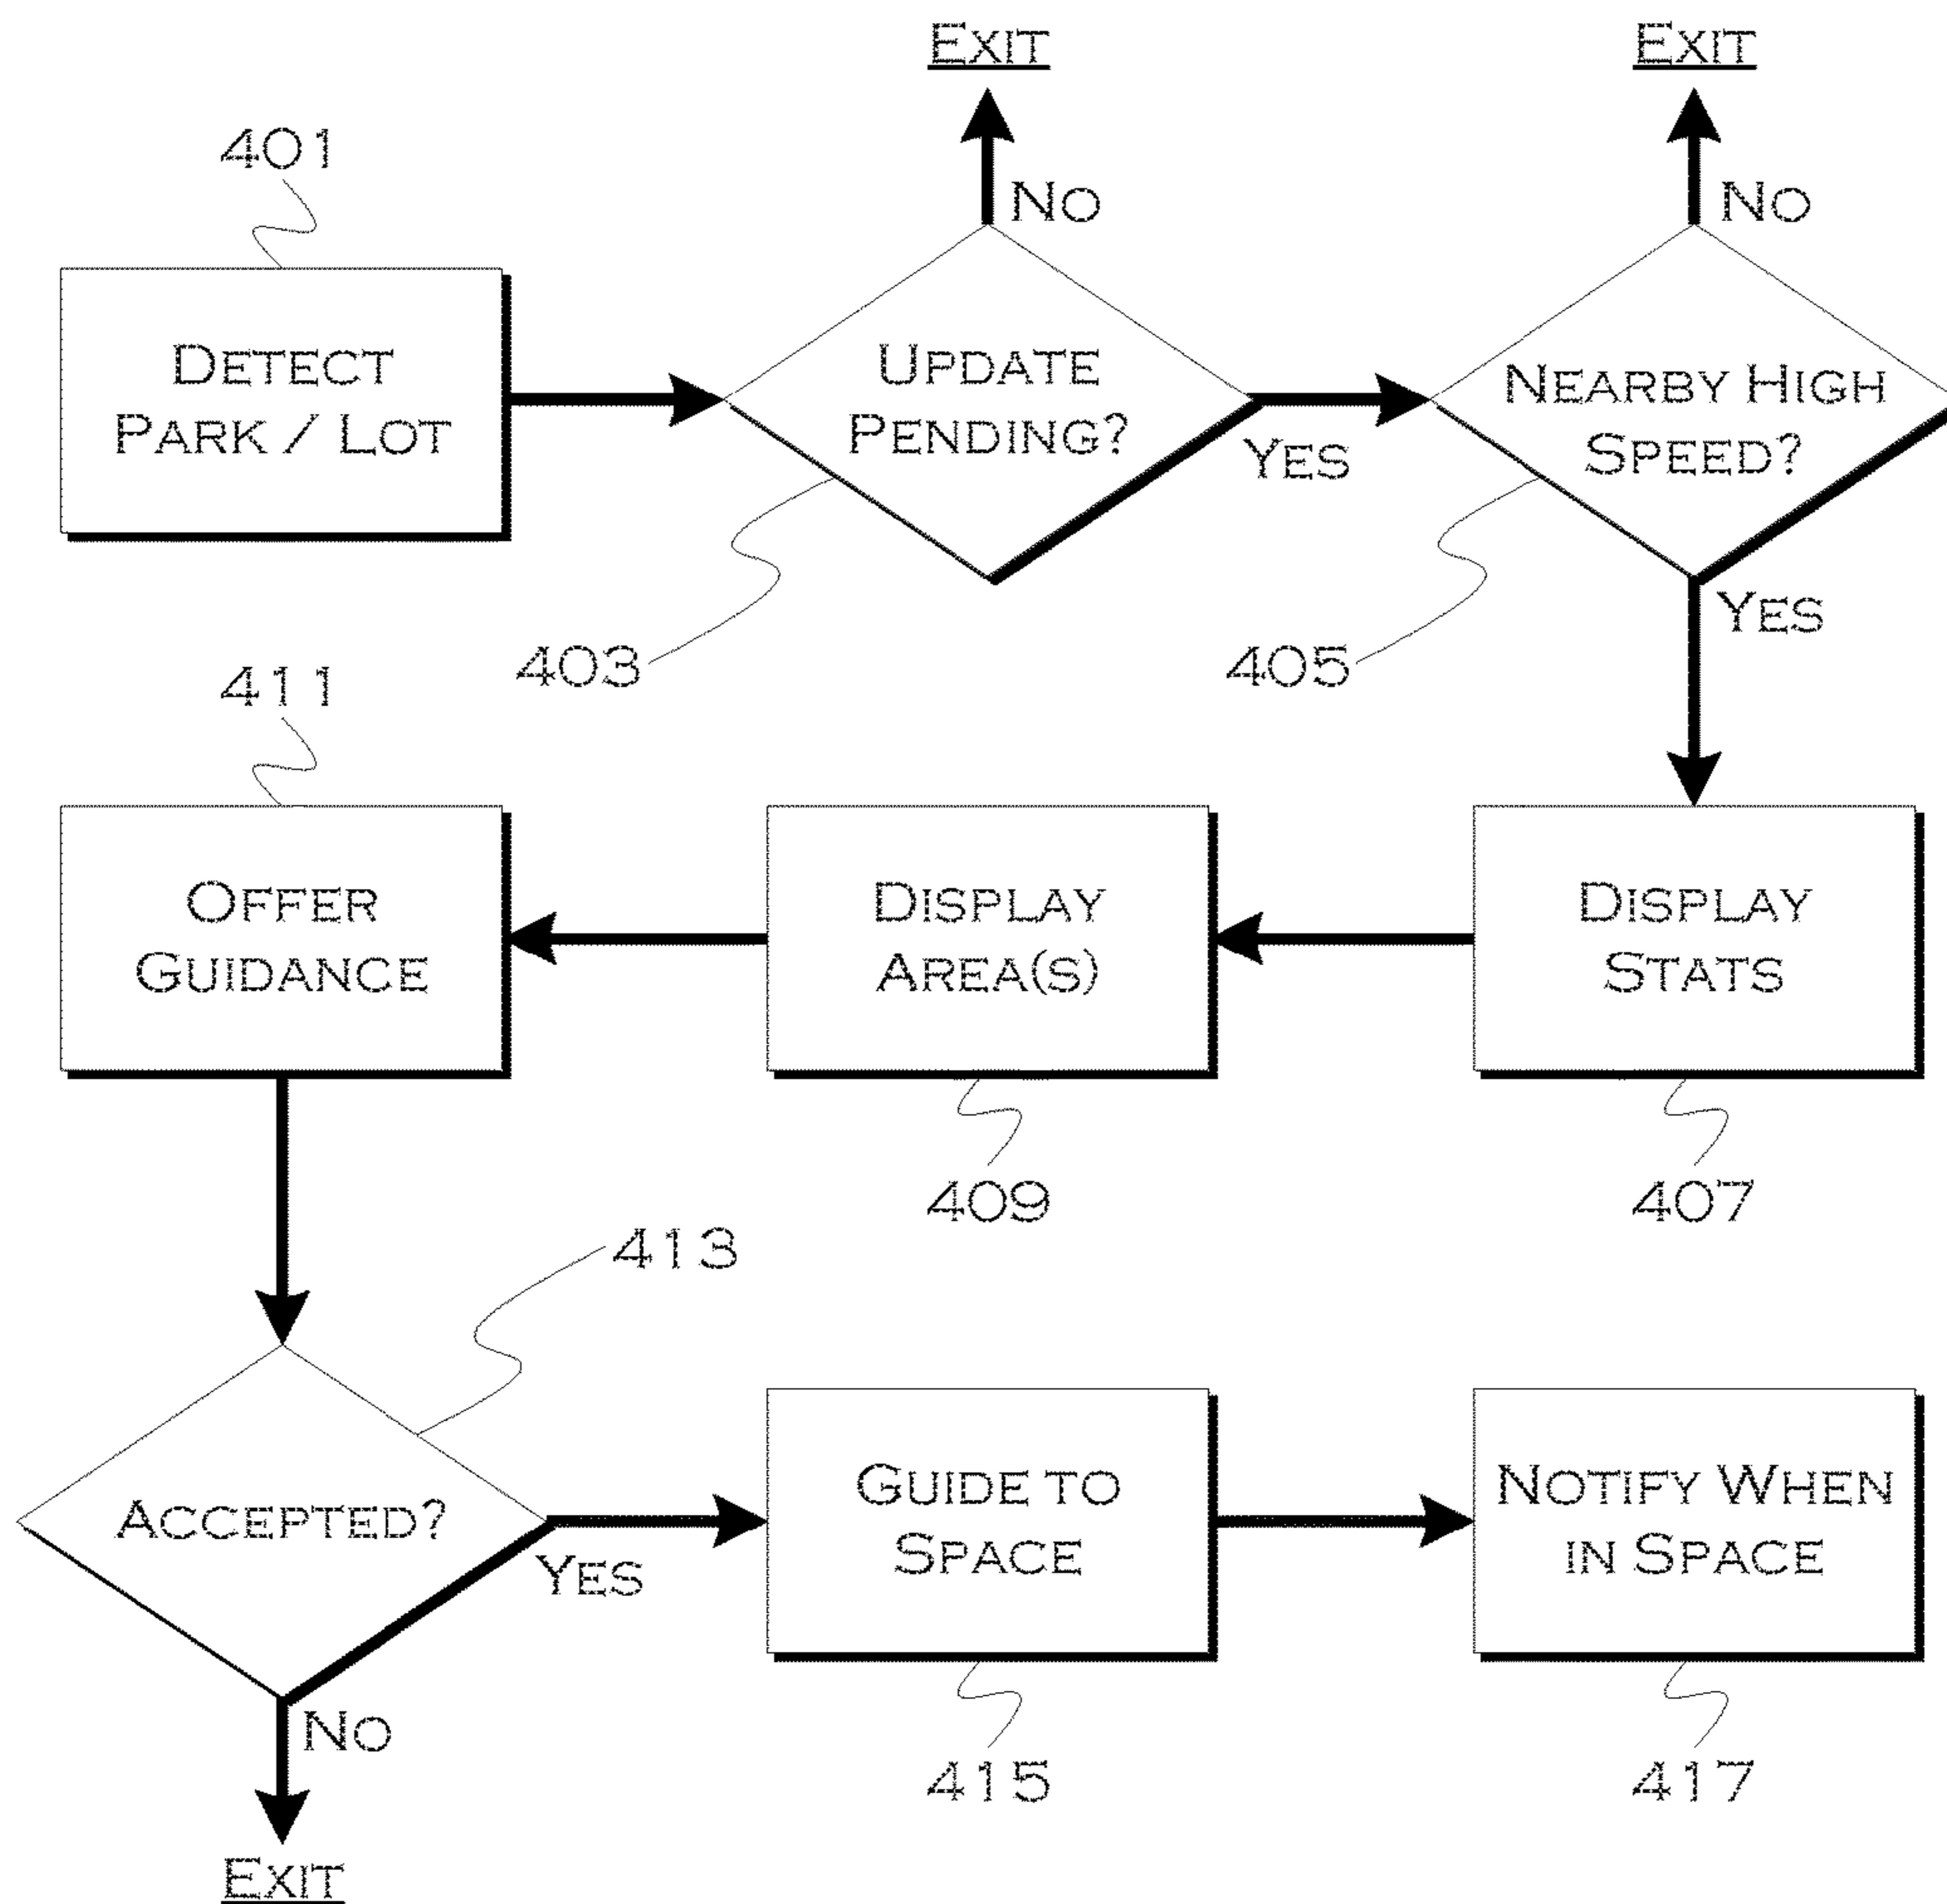 EXIT
EXIT
401
NO
NO
DETECT
PARK / LOT
UPDATE
PENDING?
YES
NEARBY HIGH
SPEED?
YES
403
405
411
OFFER
GUIDANCE
DISPLAY
AREA(S)
DISPLAY
STATS
409
407
413
ACCEPTED?
YES
GUIDE TO
SPACE
NOTIFY WHEN
IN SPACE
NO
415
417
EXIT